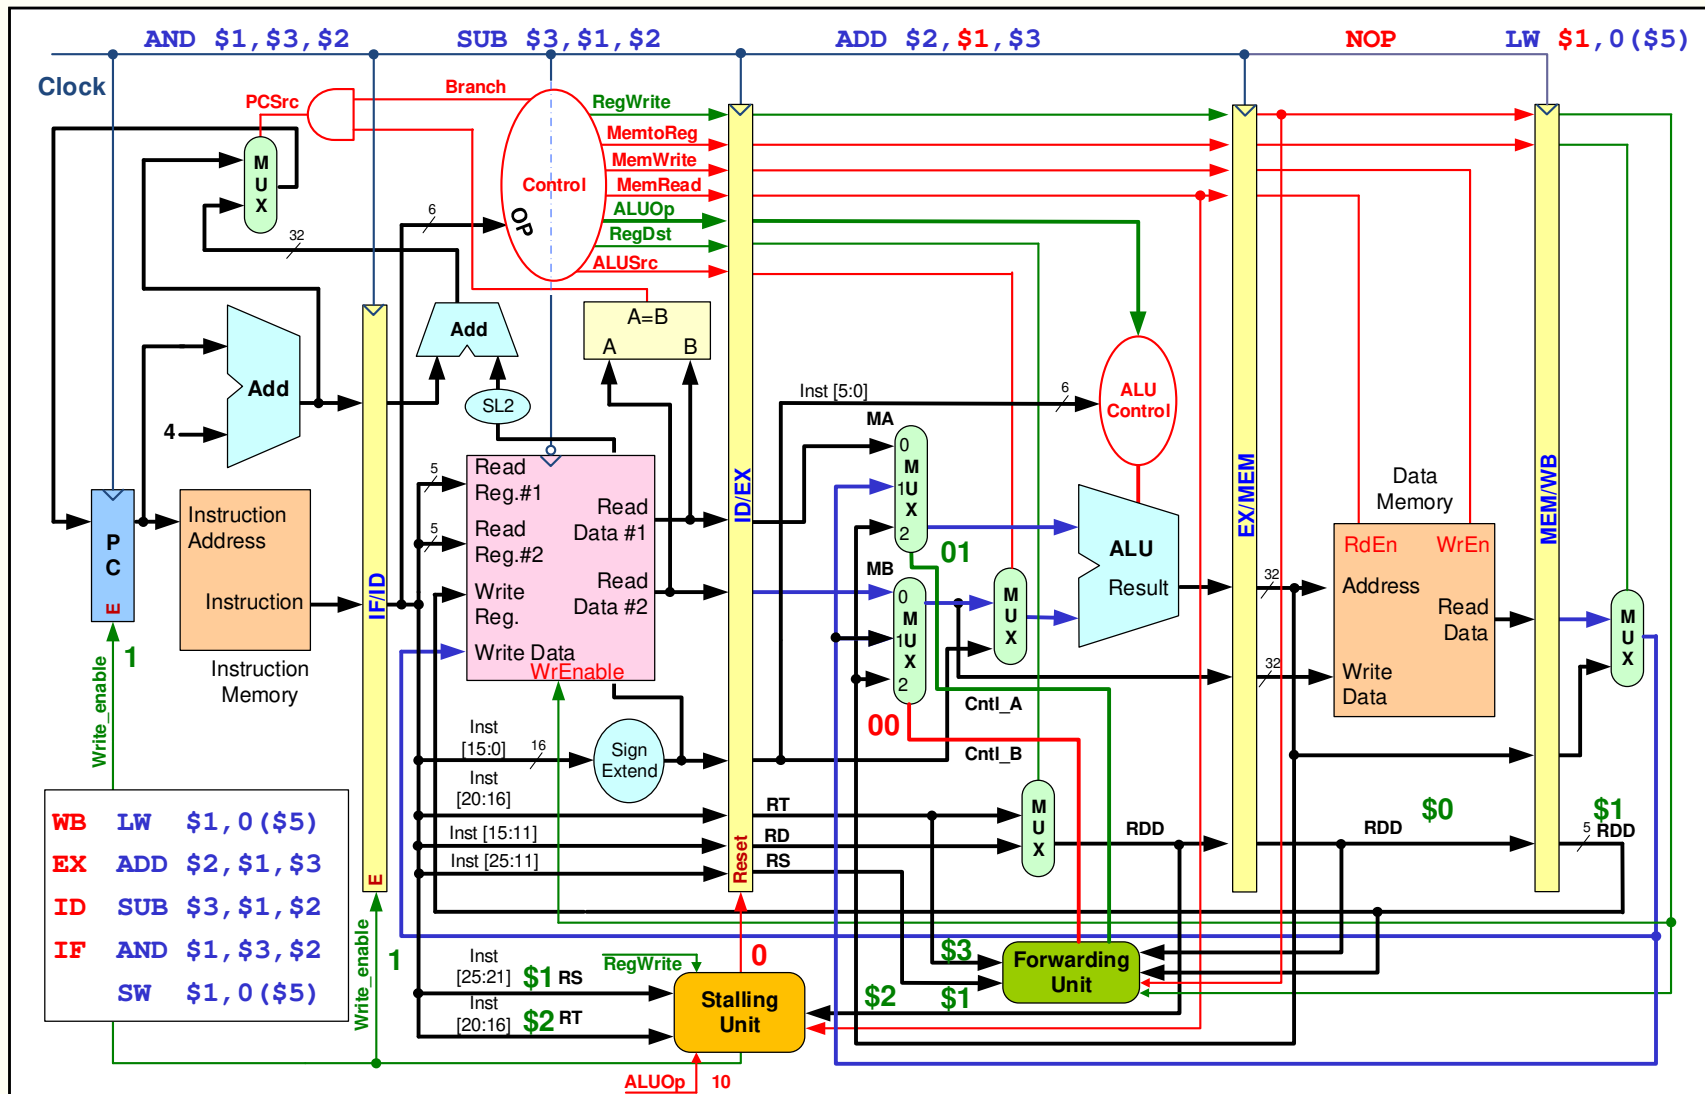 AND $1,$3,$2
SUB $3,$1,$2
ADD $2,$1,$3
NOP
LW $1,0($5)
Clock
PCSrc
Branch
RegWrite
MemtoReg
MemWrite
MemRead
ALUOp
RegDst
ALUSrc
Control
OP
M
U
X
6
32
Add
4
Add
SL2
A=B
A
B
Inst [5:0]
6
ALU
Control
MA
0
1
2
M
U
X
01
MB
0
1
2
M
U
X
00
M
U
X
ALU
Result
ID/EX
EX/MEM
MEM/WB
IF/ID
Data
Memory
RdEn
WrEn
Address
Read
Data
Write
Data
32
32
M
U
X
P
C
E
Instruction
Address
Instruction
Instruction
Memory
5
5
Read
Reg.#1
Read
Reg.#2
Write
Reg.
Write Data
Read
Data #1
Read
Data #2
WrEnable
Write_enable
1
Cntl_A
Cntl_B
Inst
[15:0]
16
Sign
Extend
Inst
[20:16]
Inst [15:11]
Inst [25:11]
RT
RD
RS
Reset
E
M
U
X
RDD
RDD
$0
$1
5
RDD
WB LW $1,0($5)
EX ADD $2,$1,$3
ID SUB $3,$1,$2
IF AND $1,$3,$2
SW $1,0($5)
Write_enable
1
Inst
[25:21]
$1 RS
Inst
[20:16]
$2 RT
RegWrite
0
Stalling
Unit
ALUOp 10
$2
$3
$1
Forwarding
Unit